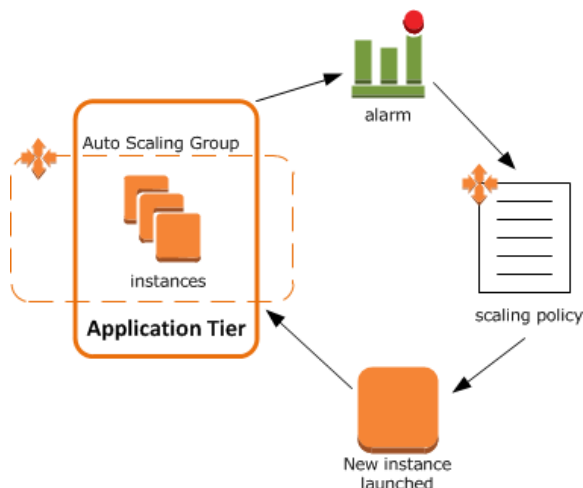 alarm
Auto Scaling Group
instances
Application Tier
scaling policy
New instance
launched